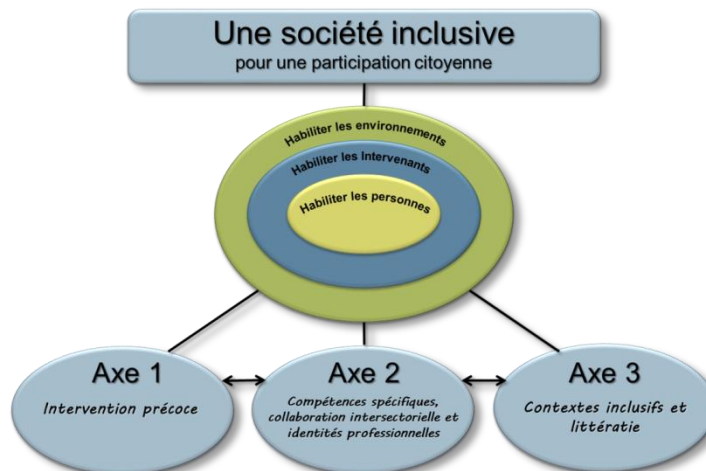 Une société inclusive
pour une participation citoyenne
Habiliter les environnements
Habiliter les Intervenants
Habiliter les personnes
Axe 1
Intervention précoce
Axe 2
Compétences spécifiques,
collaboration intersectorielle et
identités professionnelles
Axe 3
Contextes inclusifs et
littératie